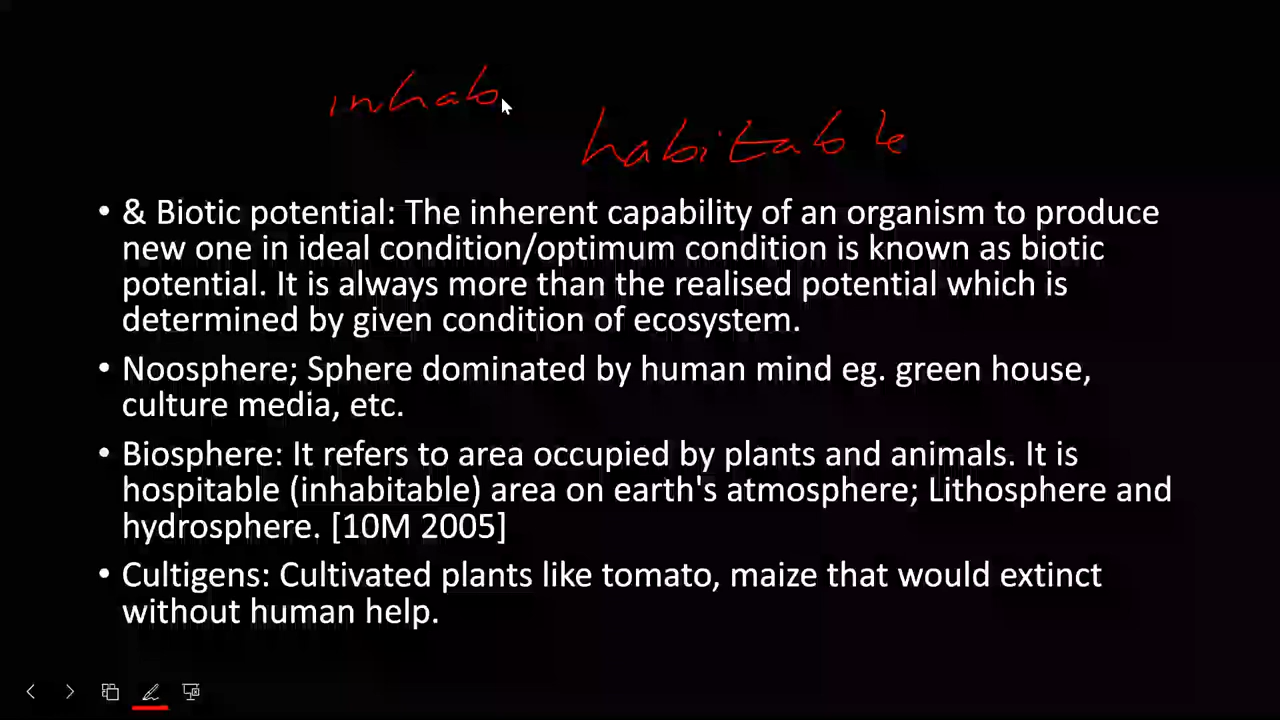 inhab
habitable
• & Biotic potential: The inherent capability of an organism to produce
new one in ideal condition/optimum condition is known as biotic
potential. It is always more than the realised potential which is
determined by given condition of ecosystem.
• Noosphere; Sphere dominated by human mind eg. green house,
culture media, etc.
• Biosphere: It refers to area occupied by plants and animals. It is
hospitable (inhabitable) area on earth's atmosphere; Lithosphere and
hydrosphere. [10M 2005]
• Cultigens: Cultivated plants like tomato, maize that would extinct
without human help.